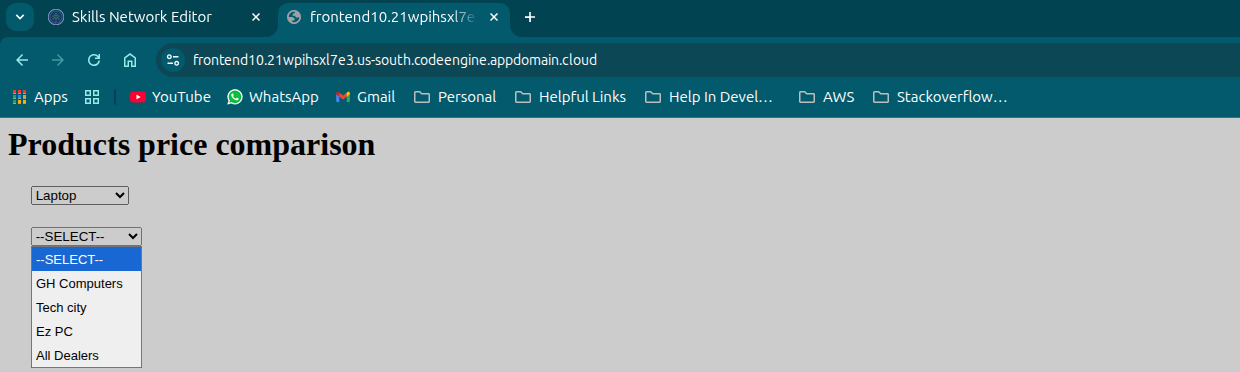 Skills Network Editor
frontend10.21wpihsxl7e
frontend10.21wpihsxl7e3.us-south.codeengine.appdomain.cloud
Apps YouTube WhatsApp Gmail Personal Helpful Links Help In Devel... AWS Stackoverflow...
Products price comparison
Laptop
--SELECT--
--SELECT--
GH Computers
Tech city
Ez PC
All Dealers